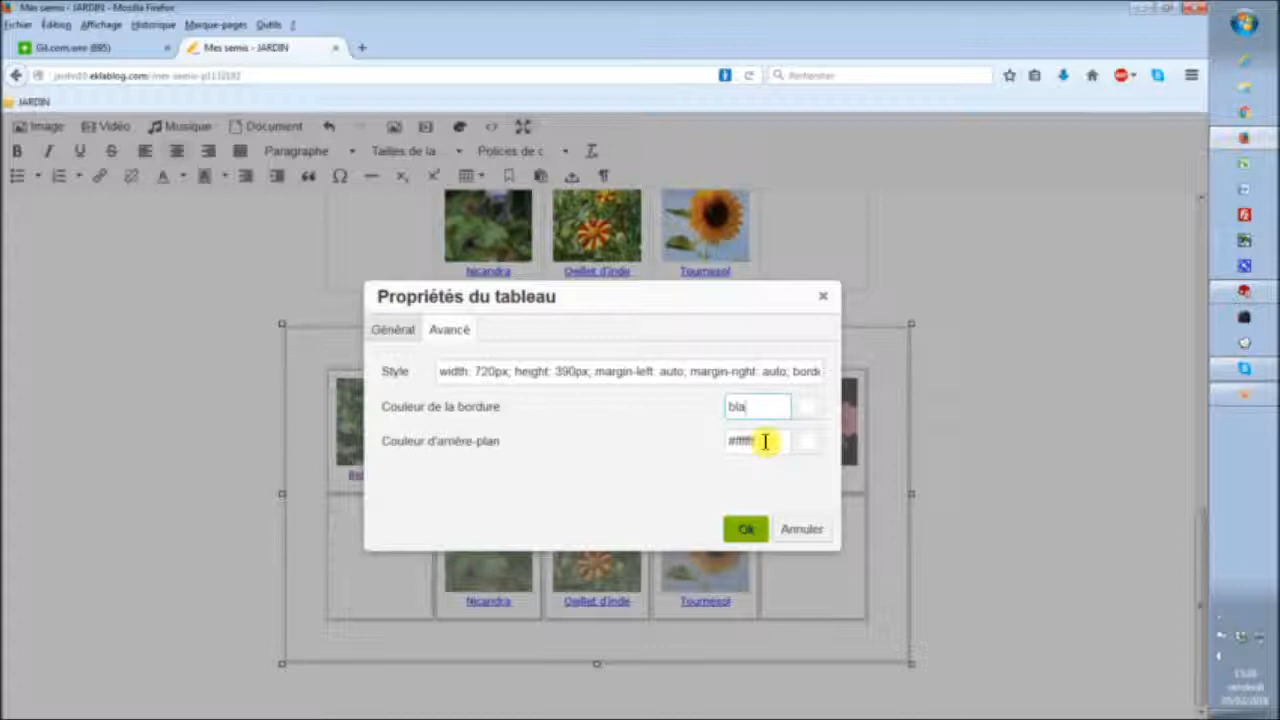 Mes semis - JARDIN - Mozilla Firefox
Fichier Édition Affichage Historique Marque-pages Outils ?
Mes semis - JARDIN
Rechercher
JARDIN
Image Vidéo Musique Document
Paragraphe Tailles de la Polices de c
Nicandra Oeillet d'inde Tournesol
Propriétés du tableau
Général Avancé
Style width: 720px; height: 390px; margin-left: auto; margin-right: auto; borde
Couleur de la bordure bla
Couleur d'arrière-plan
Ok Annuler
Nicandra Oeillet d'inde Tournesol
vendredi